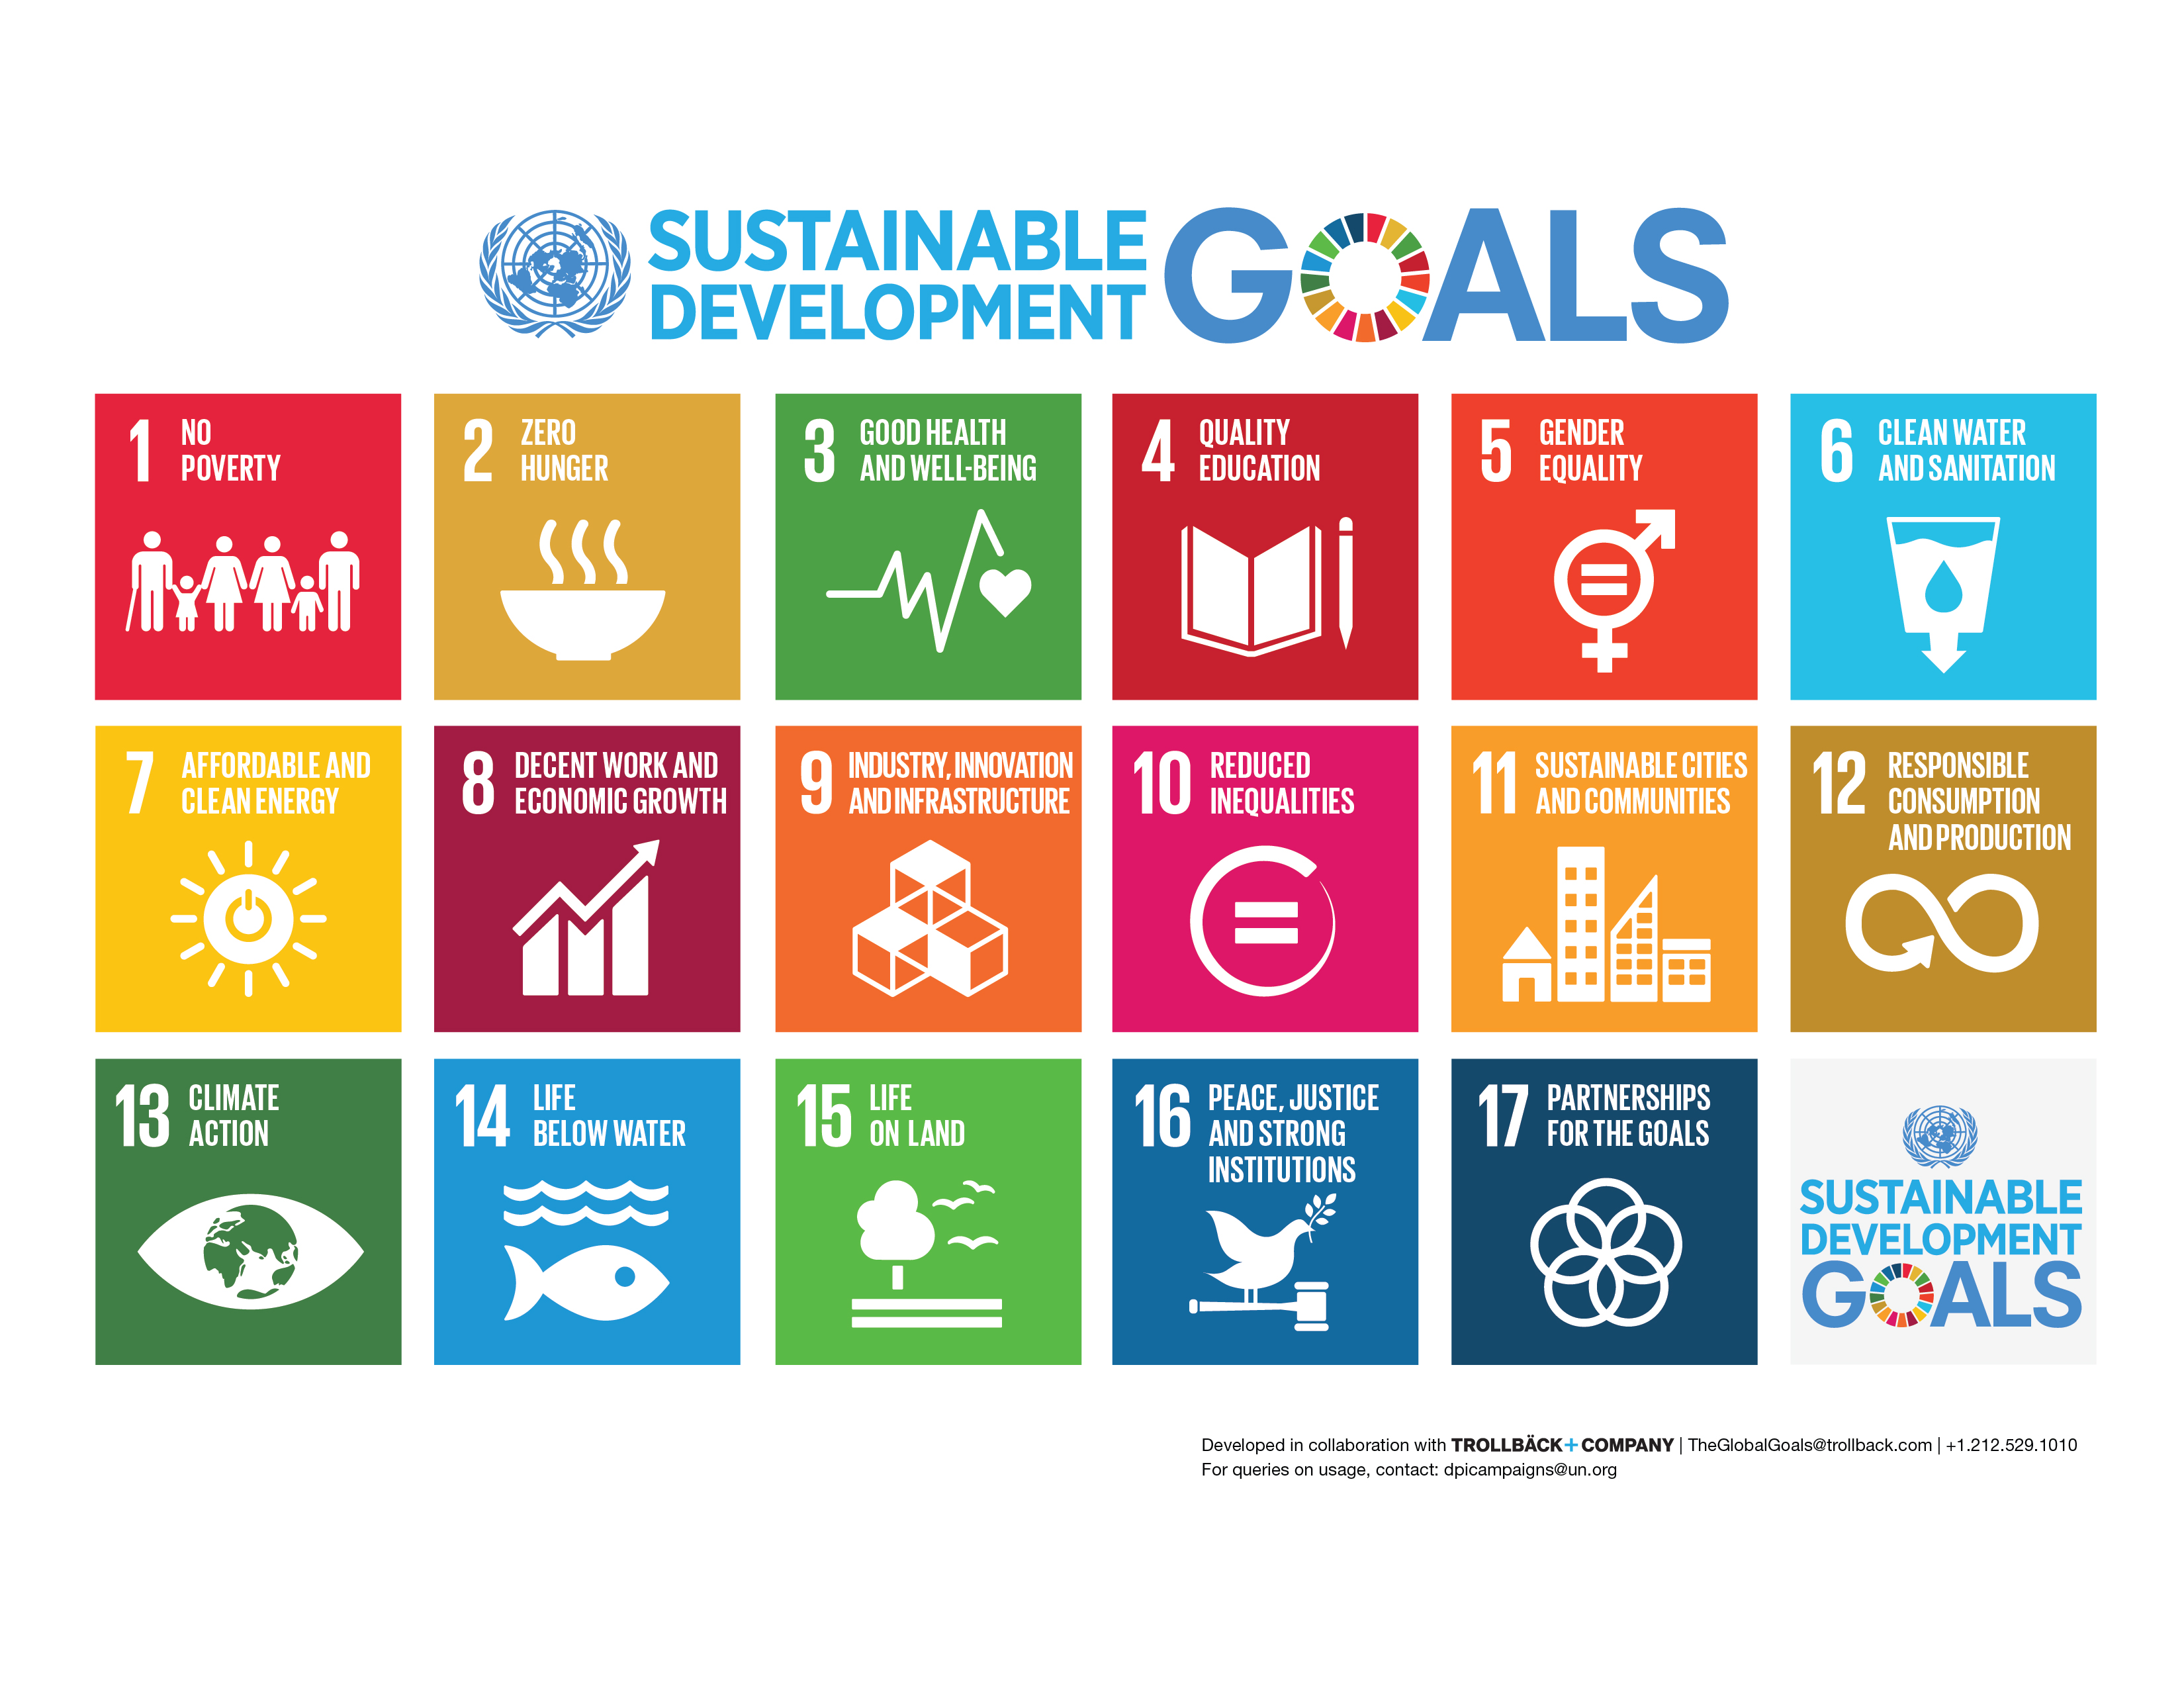 SUSTAINABLE
DEVELOPMENT
GOALS
1 NO
POVERTY
2 ZERO
HUNGER
3 GOOD HEALTH
AND WELL-BEING
4 QUALITY
EDUCATION
5 GENDER
EQUALITY
6 CLEAN WATER
AND SANITATION
7 AFFORDABLE AND
CLEAN ENERGY
8 DECENT WORK AND
ECONOMIC GROWTH
9 INDUSTRY, INNOVATION
AND INFRASTRUCTURE
10 REDUCED
INEQUALITIES
11 SUSTAINABLE CITIES
AND COMMUNITIES
12 RESPONSIBLE
CONSUMPTION
AND PRODUCTION
13 CLIMATE
ACTION
14 LIFE
BELOW WATER
15 LIFE
ON LAND
16 PEACE, JUSTICE
AND STRONG
INSTITUTIONS
17 PARTNERSHIPS
FOR THE GOALS
SUSTAINABLE
DEVELOPMENT
GOALS
Developed in collaboration with TROLLBÄCK+COMPANY | TheGlobalGoals@trollback.com | +1.212.529.1010
For queries on usage, contact: dpicampaigns@un.org